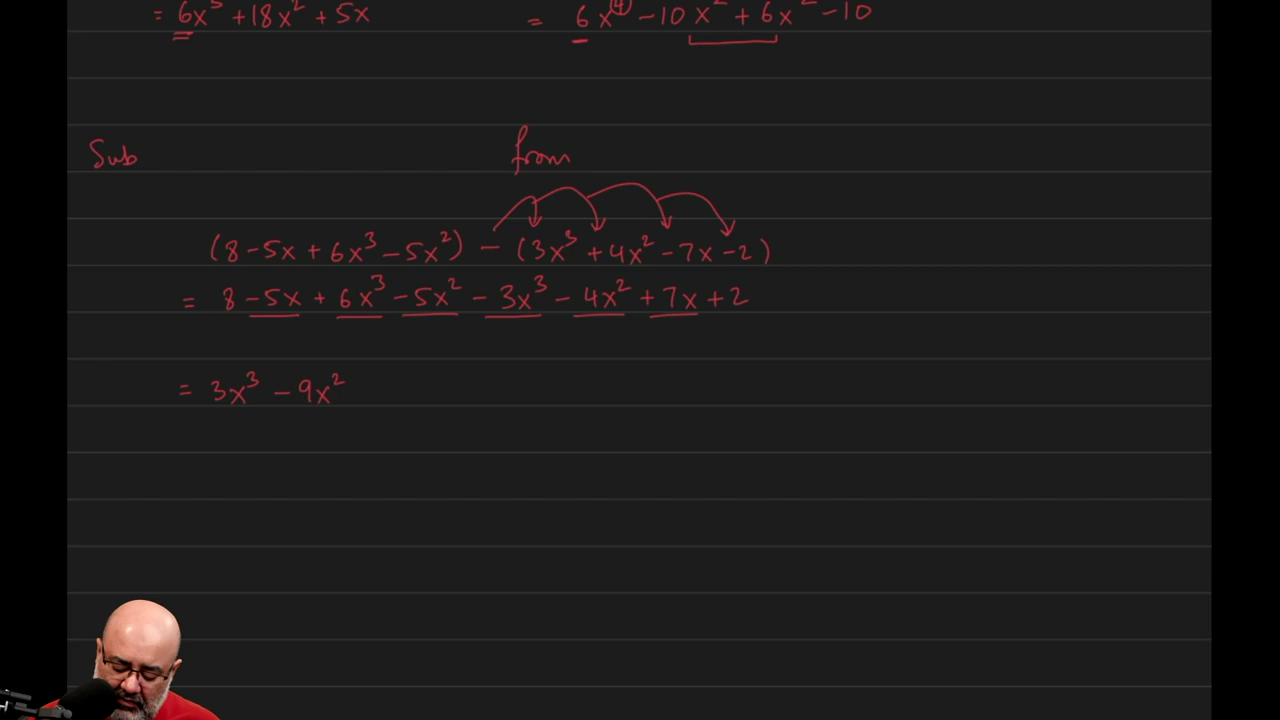 = 6x³ + 18x² + 5x
= 6x⁴ - 10x² + 6x² - 10
Sub from
(8 - 5x + 6x³ - 5x²) - (3x³ + 4x² - 7x - 2)
= 8 - 5x + 6x³ - 5x² - 3x³ - 4x² + 7x + 2
= 3x³ - 9x²